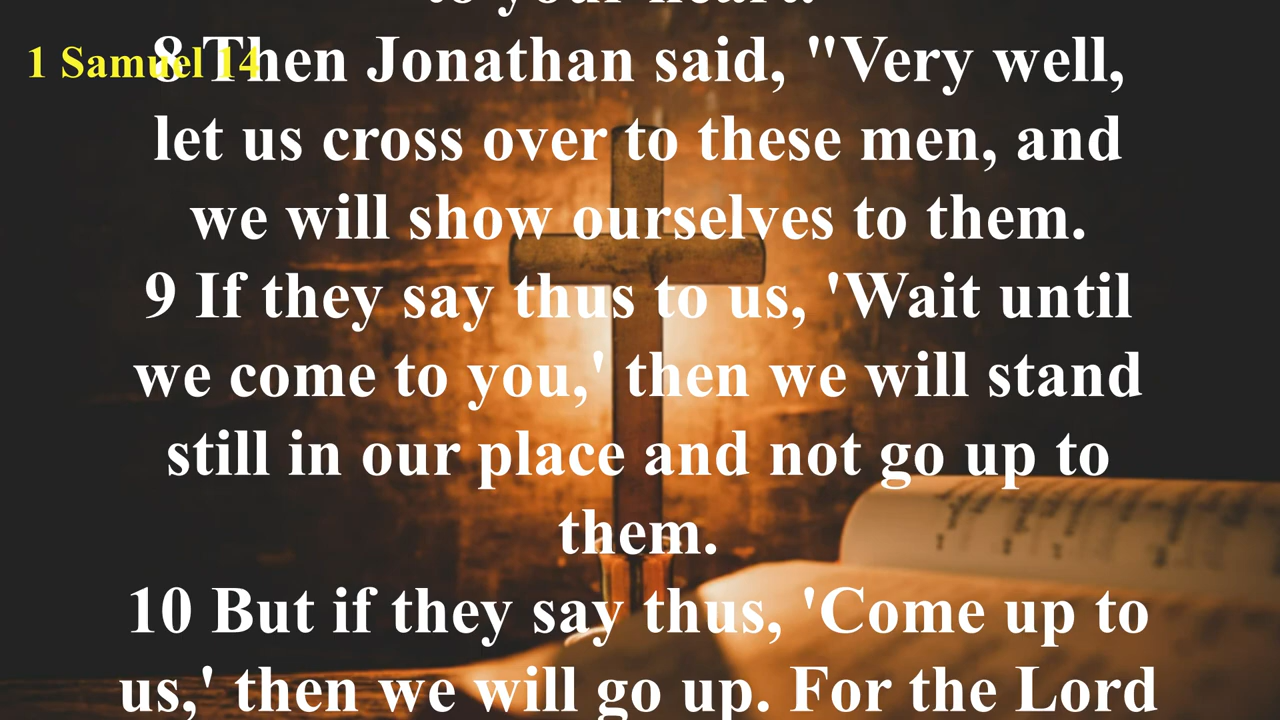 to your heart."
1 Samuel 14
8 Then Jonathan said, "Very well,
let us cross over to these men, and
we will show ourselves to them.
9 If they say thus to us, 'Wait until
we come to you,' then we will stand
still in our place and not go up to
them.
10 But if they say thus, 'Come up to
us,' then we will go up. For the Lord